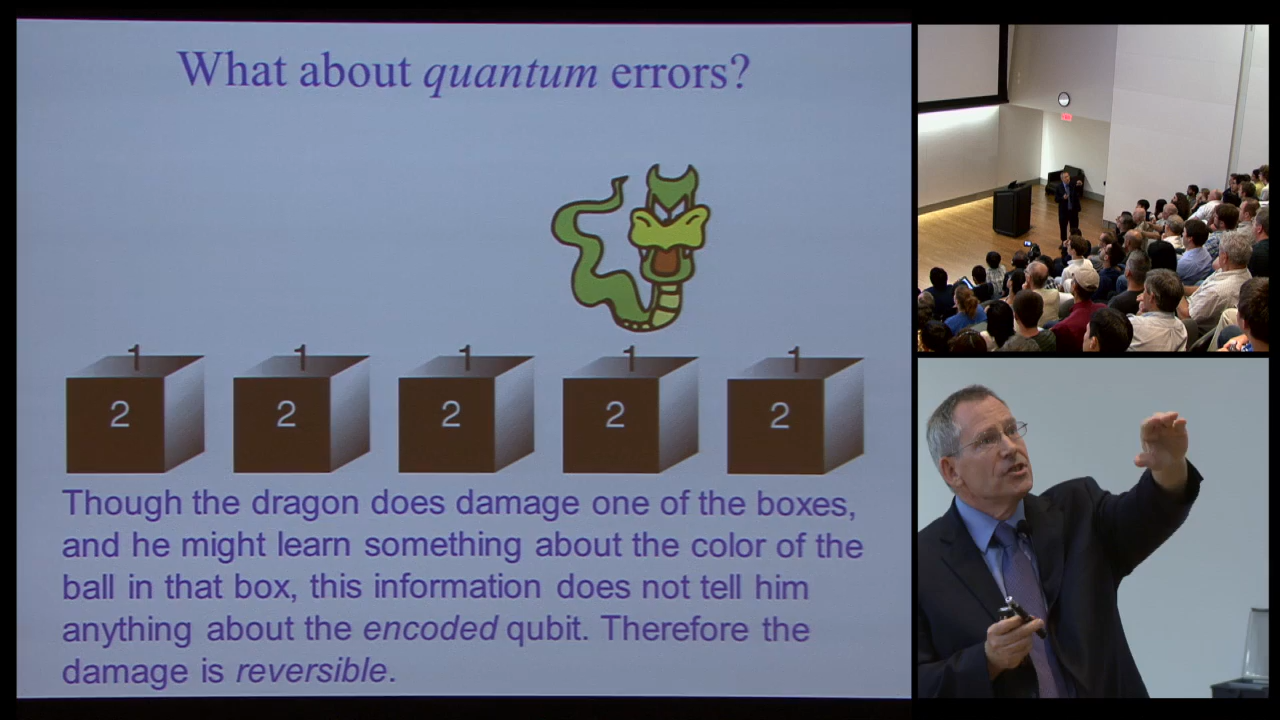 What about quantum errors?
1 1 1 1 1
2 2 2 2 2
Though the dragon does damage one of the boxes,
and he might learn something about the color of the
ball in that box, this information does not tell him
anything about the encoded qubit. Therefore the
damage is reversible.